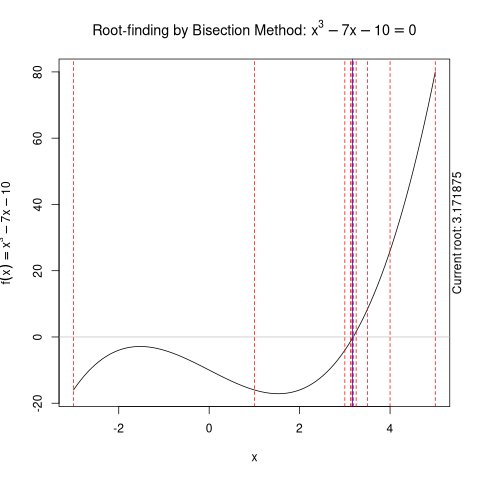 Root-finding by Bisection Method: x³ − 7x − 10 = 0
80
60
40
20
0
-20
f(x) = x³ − 7x − 10
Current root: 3.171875
-2 0 2 4
x